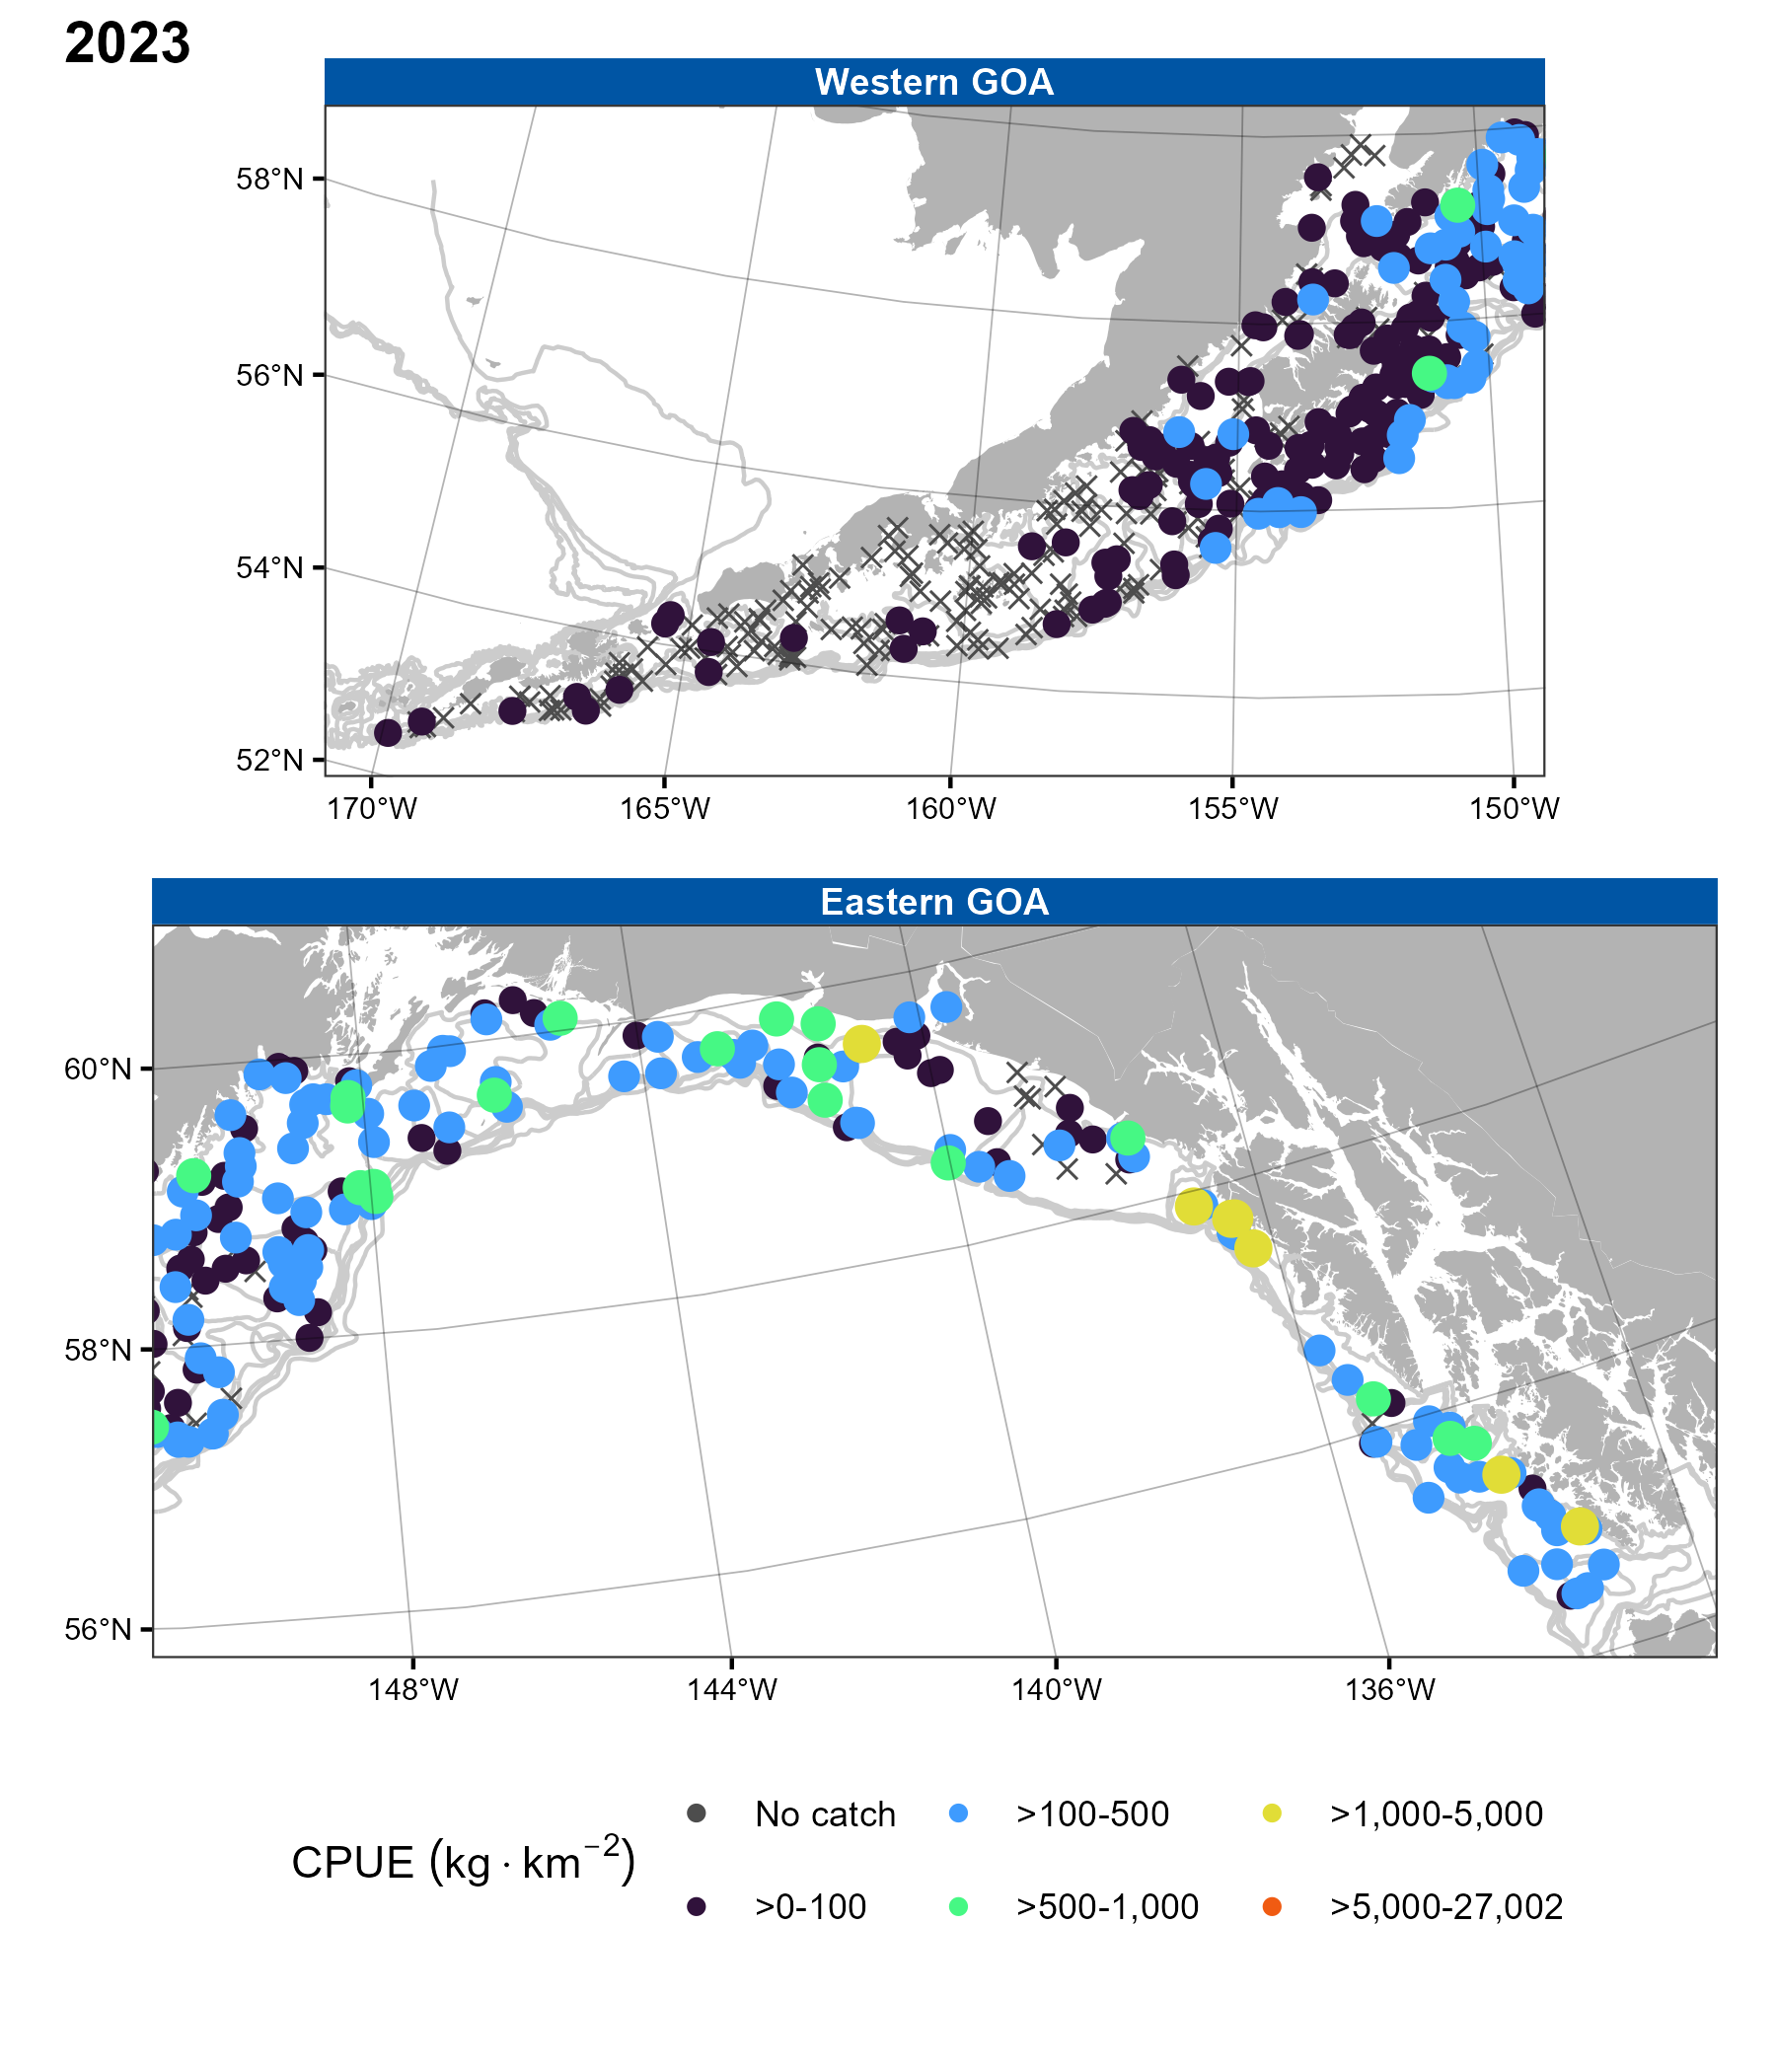 2023
Western GOA
58°N
56°N
54°N
52°N
170°W 165°W 160°W 155°W 150°W
Eastern GOA
60°N
58°N
56°N
148°W 144°W 140°W 136°W
CPUE (kg · km⁻²)
No catch >100-500 >1,000-5,000
>0-100 >500-1,000 >5,000-27,002